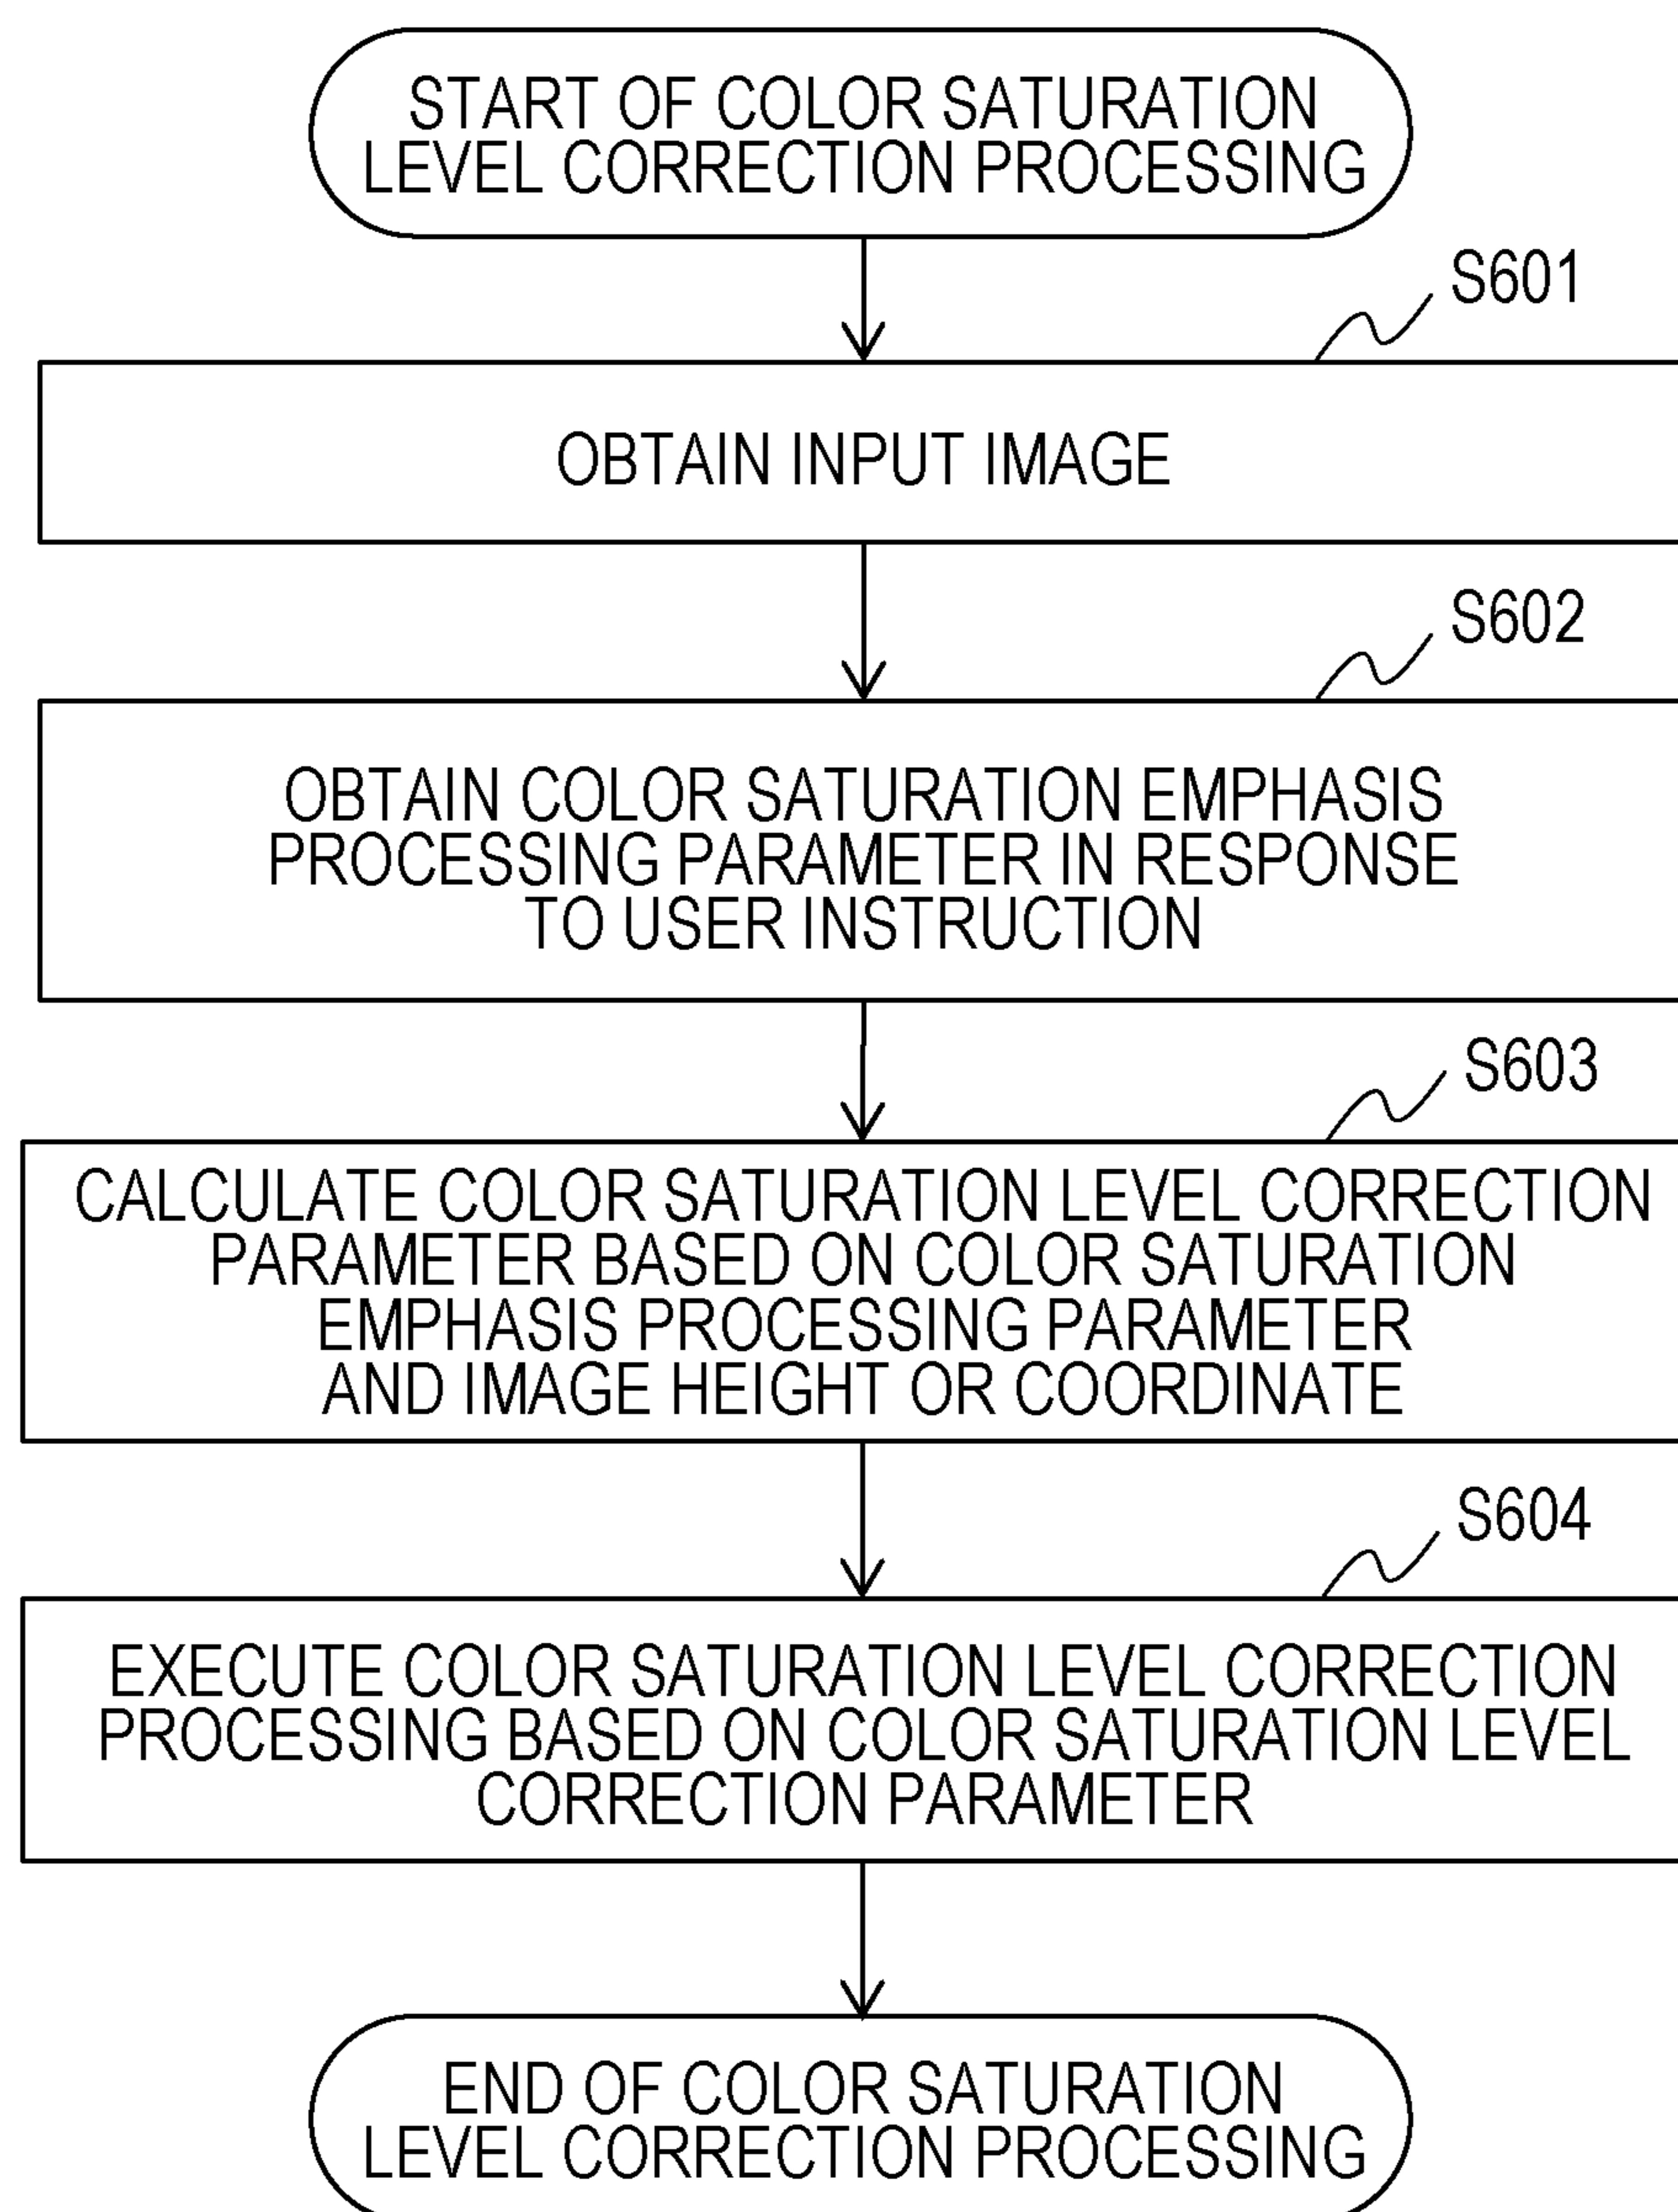 START OF COLOR SATURATION
LEVEL CORRECTION PROCESSING
S601
OBTAIN INPUT IMAGE
S602
OBTAIN COLOR SATURATION EMPHASIS
PROCESSING PARAMETER IN RESPONSE
TO USER INSTRUCTION
S603
CALCULATE COLOR SATURATION LEVEL CORRECTION
PARAMETER BASED ON COLOR SATURATION
EMPHASIS PROCESSING PARAMETER
AND IMAGE HEIGHT OR COORDINATE
S604
EXECUTE COLOR SATURATION LEVEL CORRECTION
PROCESSING BASED ON COLOR SATURATION LEVEL
CORRECTION PARAMETER
END OF COLOR SATURATION
LEVEL CORRECTION PROCESSING